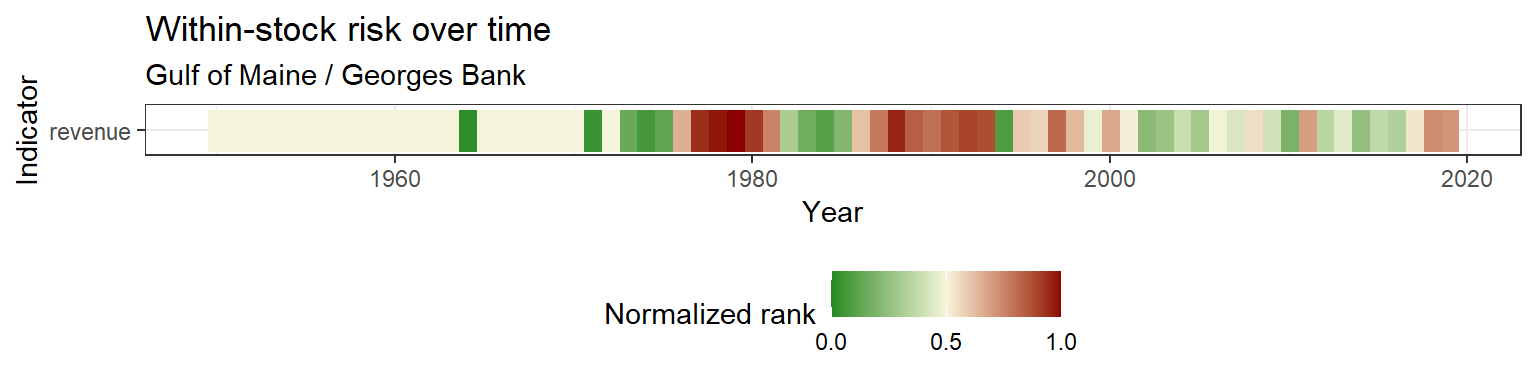 Within-stock risk over time
Gulf of Maine / Georges Bank
Indicator
revenue
1960 1980 2000 2020
Year
Normalized rank
0.0 0.5 1.0